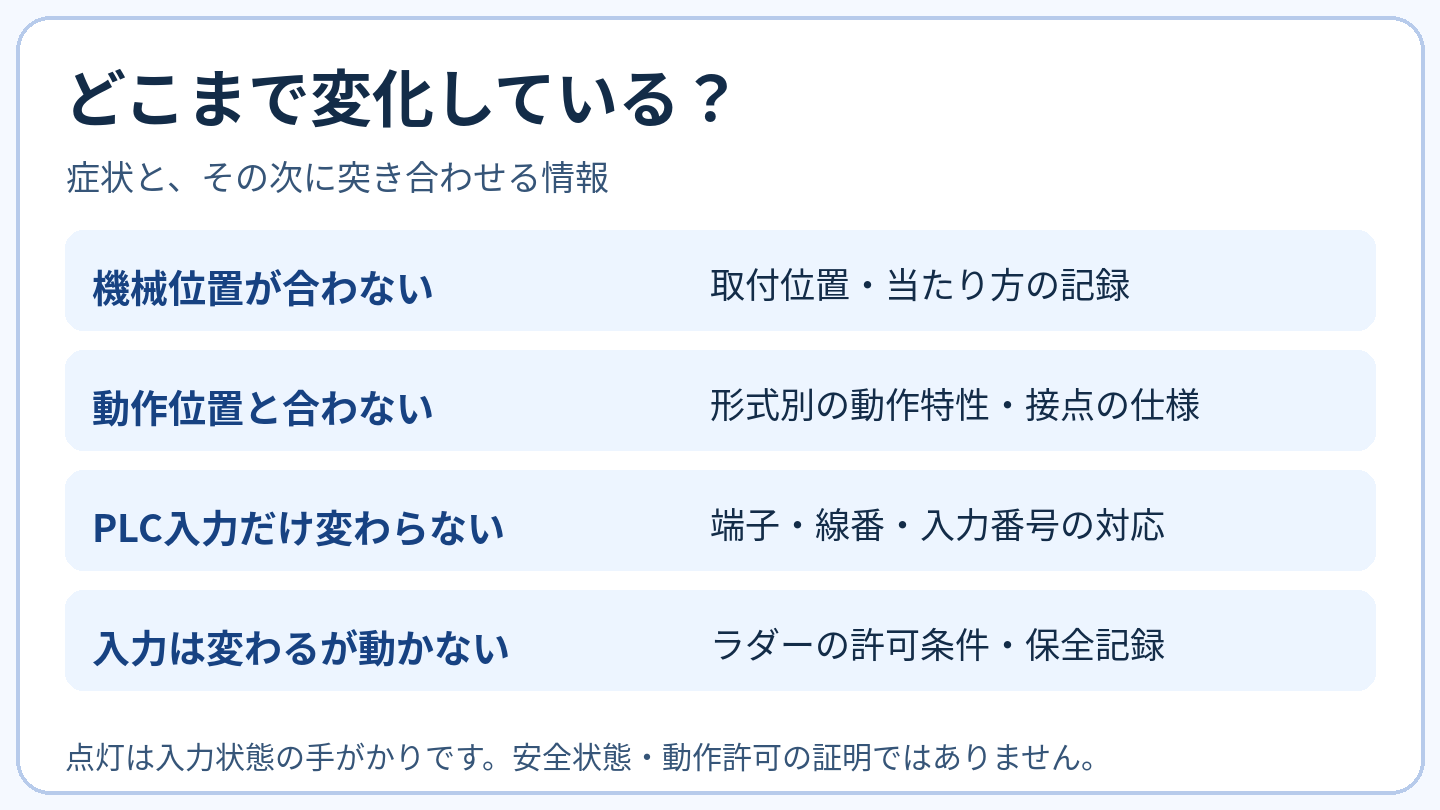 どこまで変化している？
症状と、その次に突き合わせる情報
機械位置が合わない
取付位置・当たり方の記録
動作位置と合わない
形式別の動作特性・接点の仕様
PLC入力だけ変わらない
端子・線番・入力番号の対応
入力は変わるが動かない
ラダーの許可条件・保全記録
点灯は入力状態の手がかりです。安全状態・動作許可の証明ではありません。